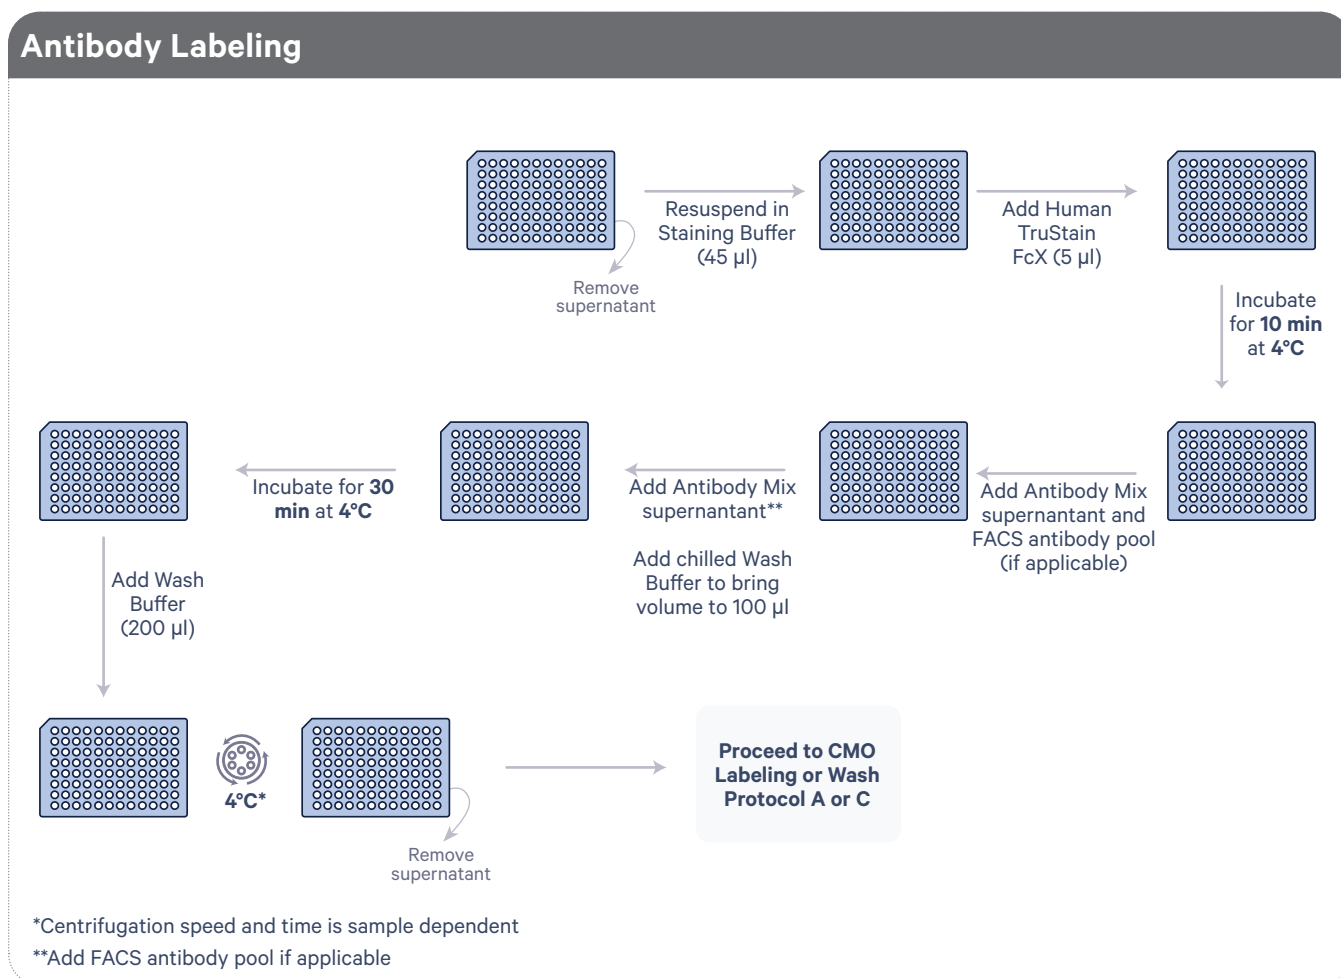 Antibody Labeling
Resuspend in
Staining Buffer
(45 µl)
Add Human
TruStain
FcX (5 µl)
Remove
supernatant
Incubate
for 10 min
at 4°C
Add Antibody Mix
supernantant and
FACS antibody pool
(if applicable)
Add Antibody Mix
supernantant**
Add chilled Wash
Buffer to bring
volume to 100 µl
Incubate for 30
min at 4°C
Add Wash
Buffer
(200 µl)
4°C*
Remove
supernatant
Proceed to CMO
Labeling or Wash
Protocol A or C
*Centrifugation speed and time is sample dependent
**Add FACS antibody pool if applicable